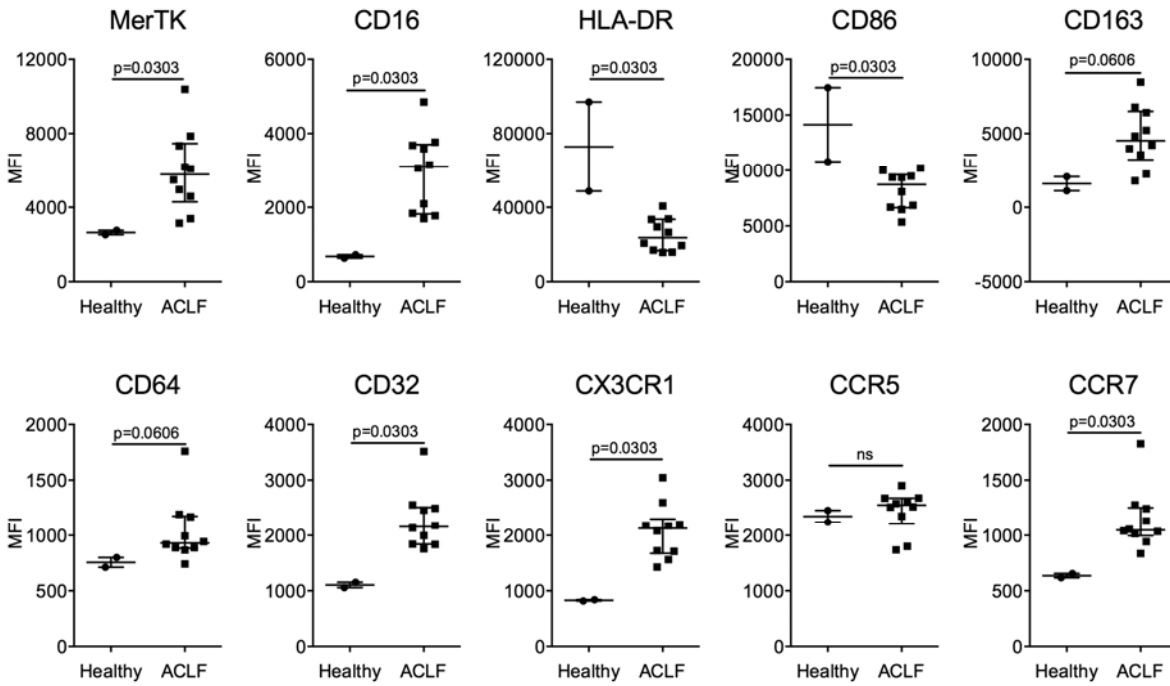 MerTK
CD16
HLA-DR
CD86
CD163
MFI
12000
8000
4000
0
p=0.0303
Healthy
ACLF
MFI
6000
4000
2000
0
p=0.0303
Healthy
ACLF
MFI
120000
80000
40000
0
p=0.0303
Healthy
ACLF
MFI
20000
15000
10000
5000
0
p=0.0303
Healthy
ACLF
MFI
10000
5000
0
-5000
p=0.0606
Healthy
ACLF
CD64
CD32
CX3CR1
CCR5
CCR7
MFI
2000
1500
1000
500
0
p=0.0606
Healthy
ACLF
MFI
4000
3000
2000
1000
0
p=0.0303
Healthy
ACLF
MFI
4000
3000
2000
1000
0
p=0.0303
Healthy
ACLF
MFI
4000
3000
2000
1000
0
ns
Healthy
ACLF
MFI
2000
1500
1000
500
0
p=0.0303
Healthy
ACLF